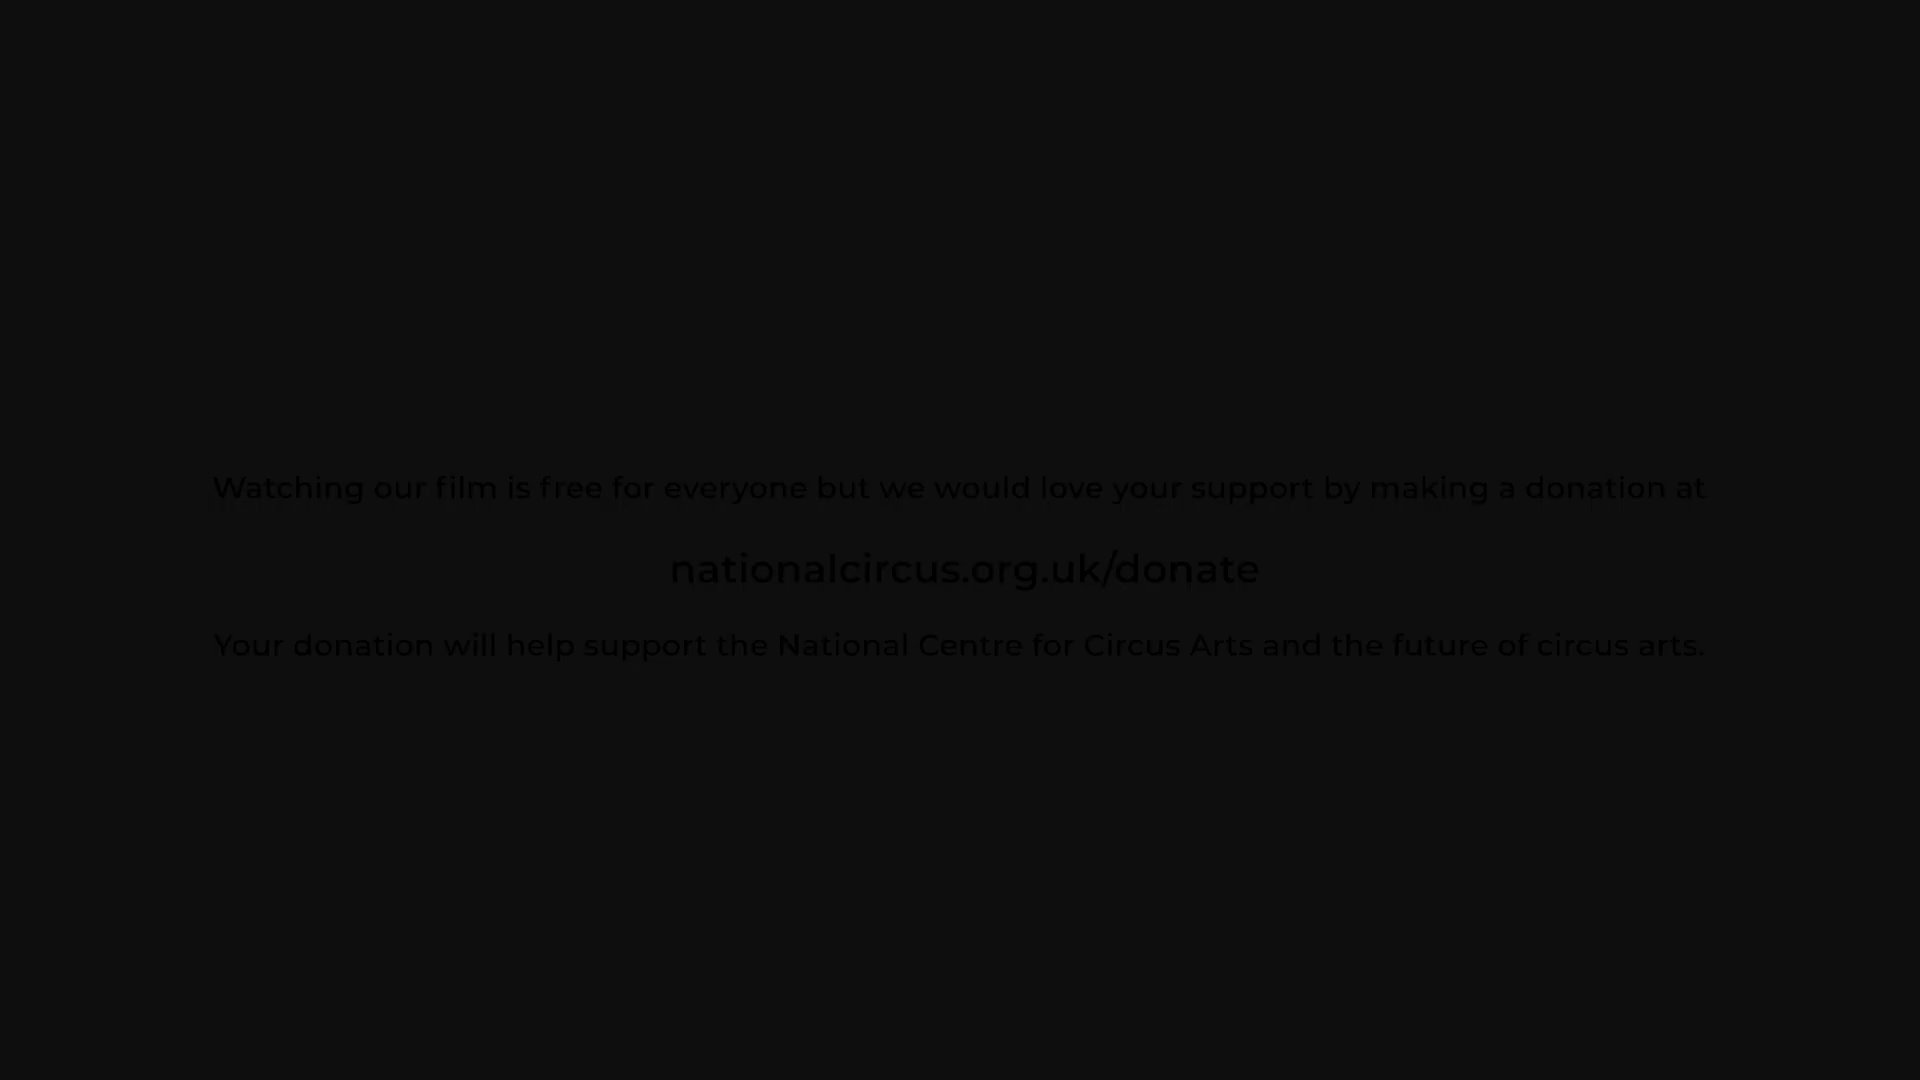 Watching our film is free for everyone but we would love your support by making a donation at
nationalcircus.org.uk/donate
Your donation will help support the National Centre for Circus Arts and the future of circus arts.